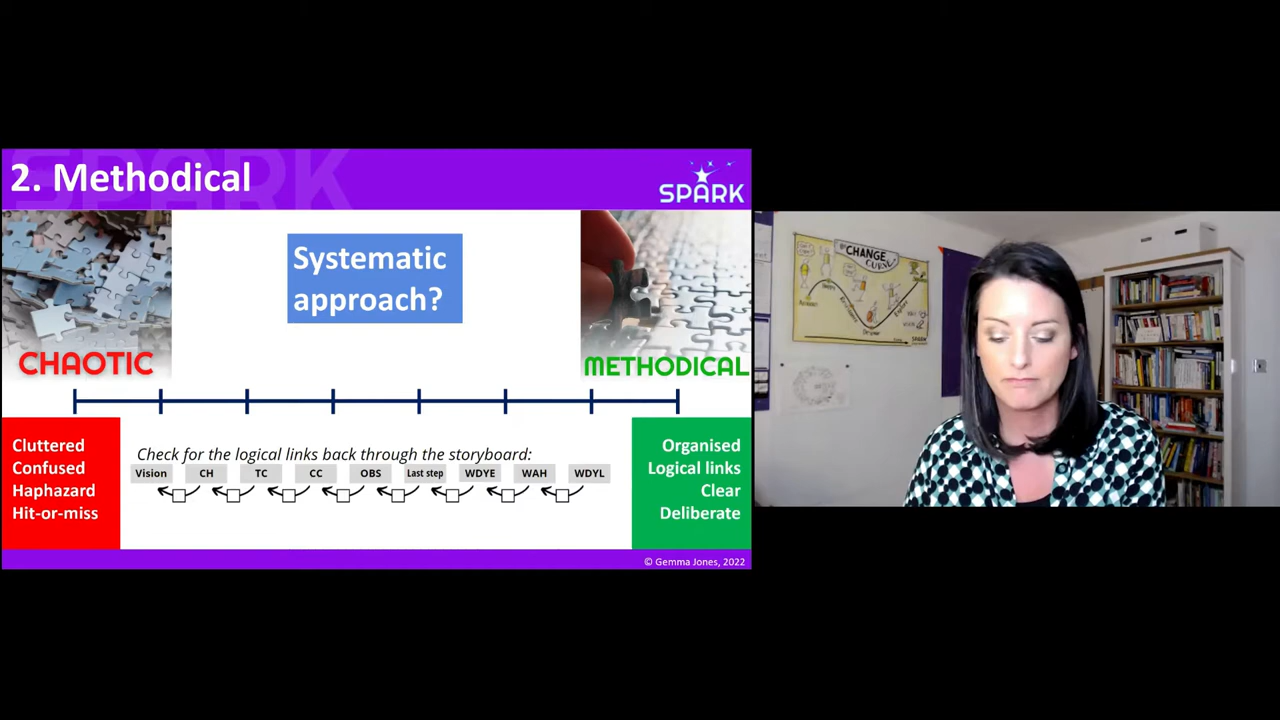 2. Methodical
SPARK
SPARK
Systematic
approach?
CHAOTIC
METHODICAL
Cluttered
Confused
Haphazard
Hit-or-miss
Check for the logical links back through the storyboard:
Vision CH TC CC OBS Last step WDYE WAH WDYL
Organised
Logical links
Clear
Deliberate
© Gemma Jones, 2022
CHANGE
CURVE